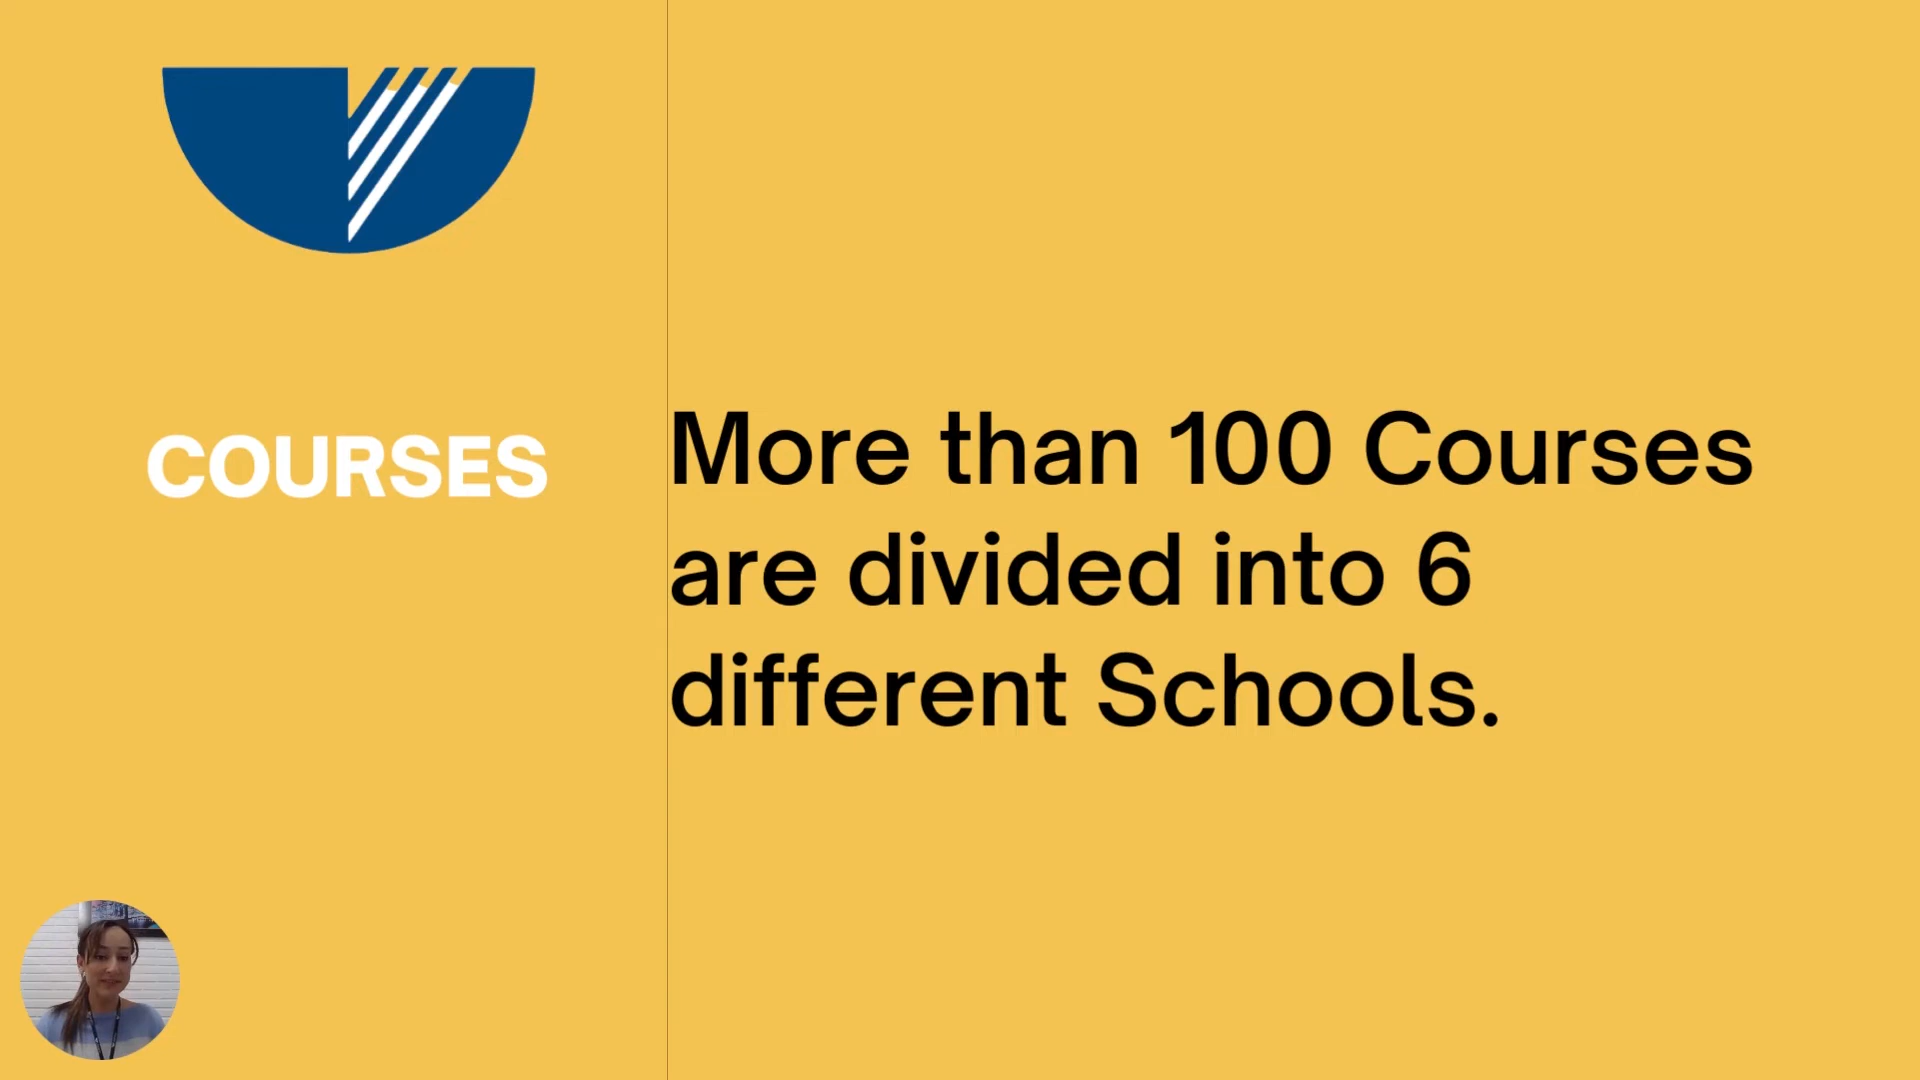 COURSES
More than 100 Courses
are divided into 6
different Schools.